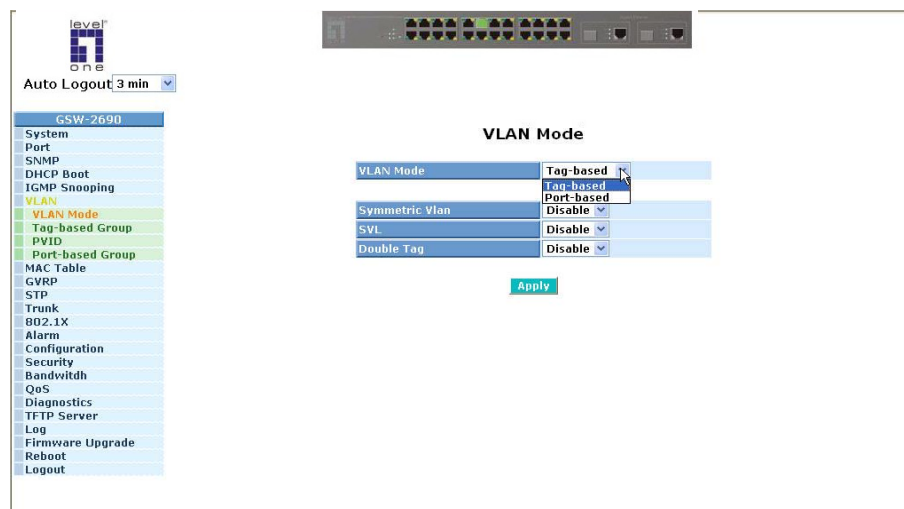 level
one
Auto Logout 3 min
GSW-2690
System
Port
SNMP
DHCP Boot
IGMP Snooping
VLAN
VLAN Mode
Tag-based Group
PVID
Port-based Group
MAC Table
GVRP
STP
Trunk
802.1X
Alarm
Configuration
Security
Bandwitdh
QoS
Diagnostics
TFTP Server
Log
Firmware Upgrade
Reboot
Logout
VLAN Mode
VLAN Mode Tag-based
Tag-based
Port-based
Symmetric Vlan Disable
SVL Disable
Double Tag Disable
Apply